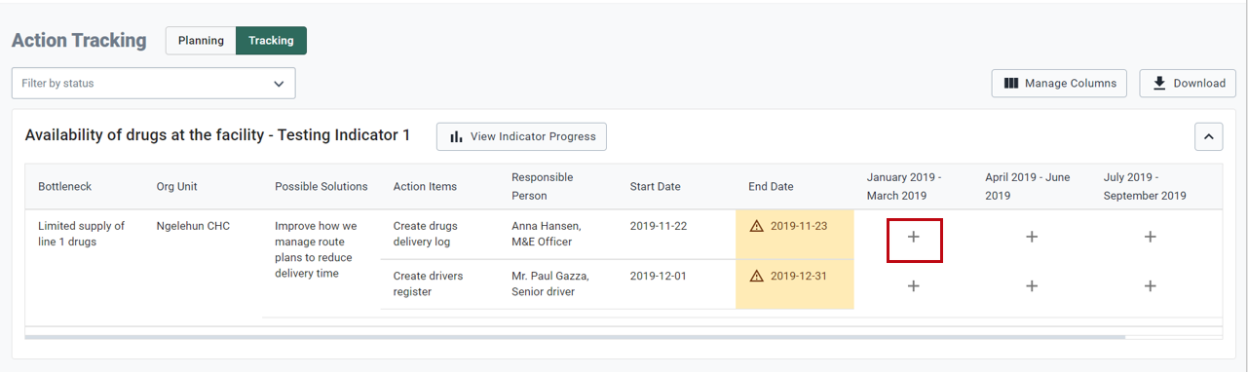 Action Tracking
Planning
Tracking
Filter by status
Manage Columns
Download
Availability of drugs at the facility - Testing Indicator 1
View Indicator Progress
Bottleneck
Org Unit
Possible Solutions
Action Items
Responsible
Person
Start Date
End Date
January 2019 -
March 2019
April 2019 - June
2019
July 2019 -
September 2019
Limited supply of
line 1 drugs
Ngelehun CHC
Improve how we
manage route
plans to reduce
delivery time
Create drugs
delivery log
Anna Hansen,
M&E Officer
2019-11-22
2019-11-23
+
+
+
Create drivers
register
Mr. Paul Gazza,
Senior driver
2019-12-01
2019-12-31
+
+
+